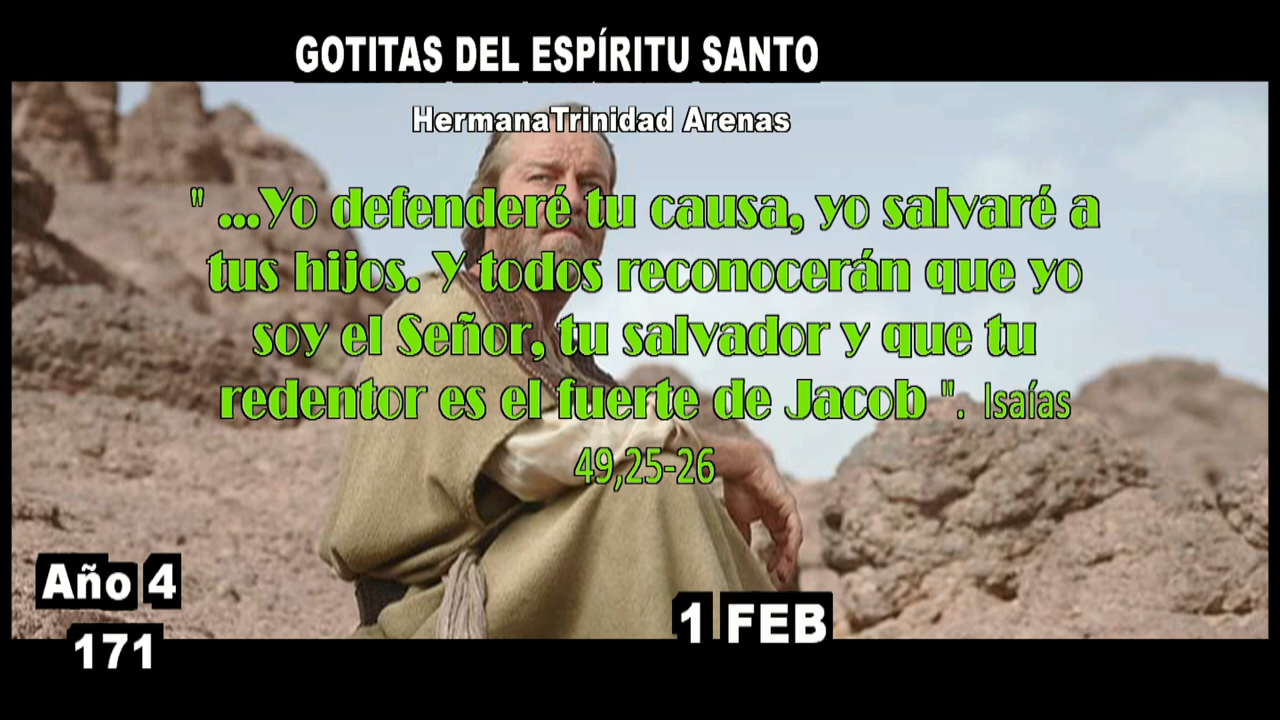 GOTITAS DEL ESPÍRITU SANTO
HermanaTrinidad Arenas
" ...Yo defenderé tu causa, yo salvaré a
tus hijos. Y todos reconocerán que yo
soy el Señor, tu salvador y que tu
redentor es el fuerte de Jacob ". Isaías
49,25-26
Año 4
171
1 FEB